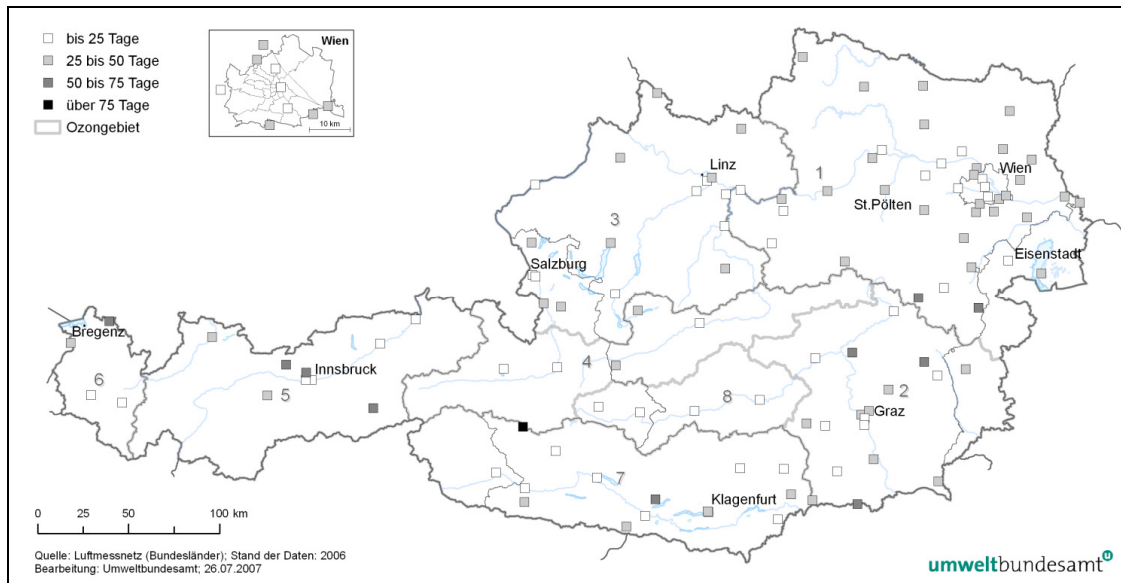 bis 25 Tage
25 bis 50 Tage
50 bis 75 Tage
über 75 Tage
Ozongebiet
Wien
10 km
Linz
Wien
1
St.Pölten
3
Salzburg
Eisenstadt
Bregenz
Innsbruck
4
6
5
8
2
Graz
7
Klagenfurt
0 25 50 100 km
Quelle: Luftmessnetz (Bundesländer); Stand der Daten: 2006
Bearbeitung: Umweltbundesamt; 26.07.2007
umweltbundesamt